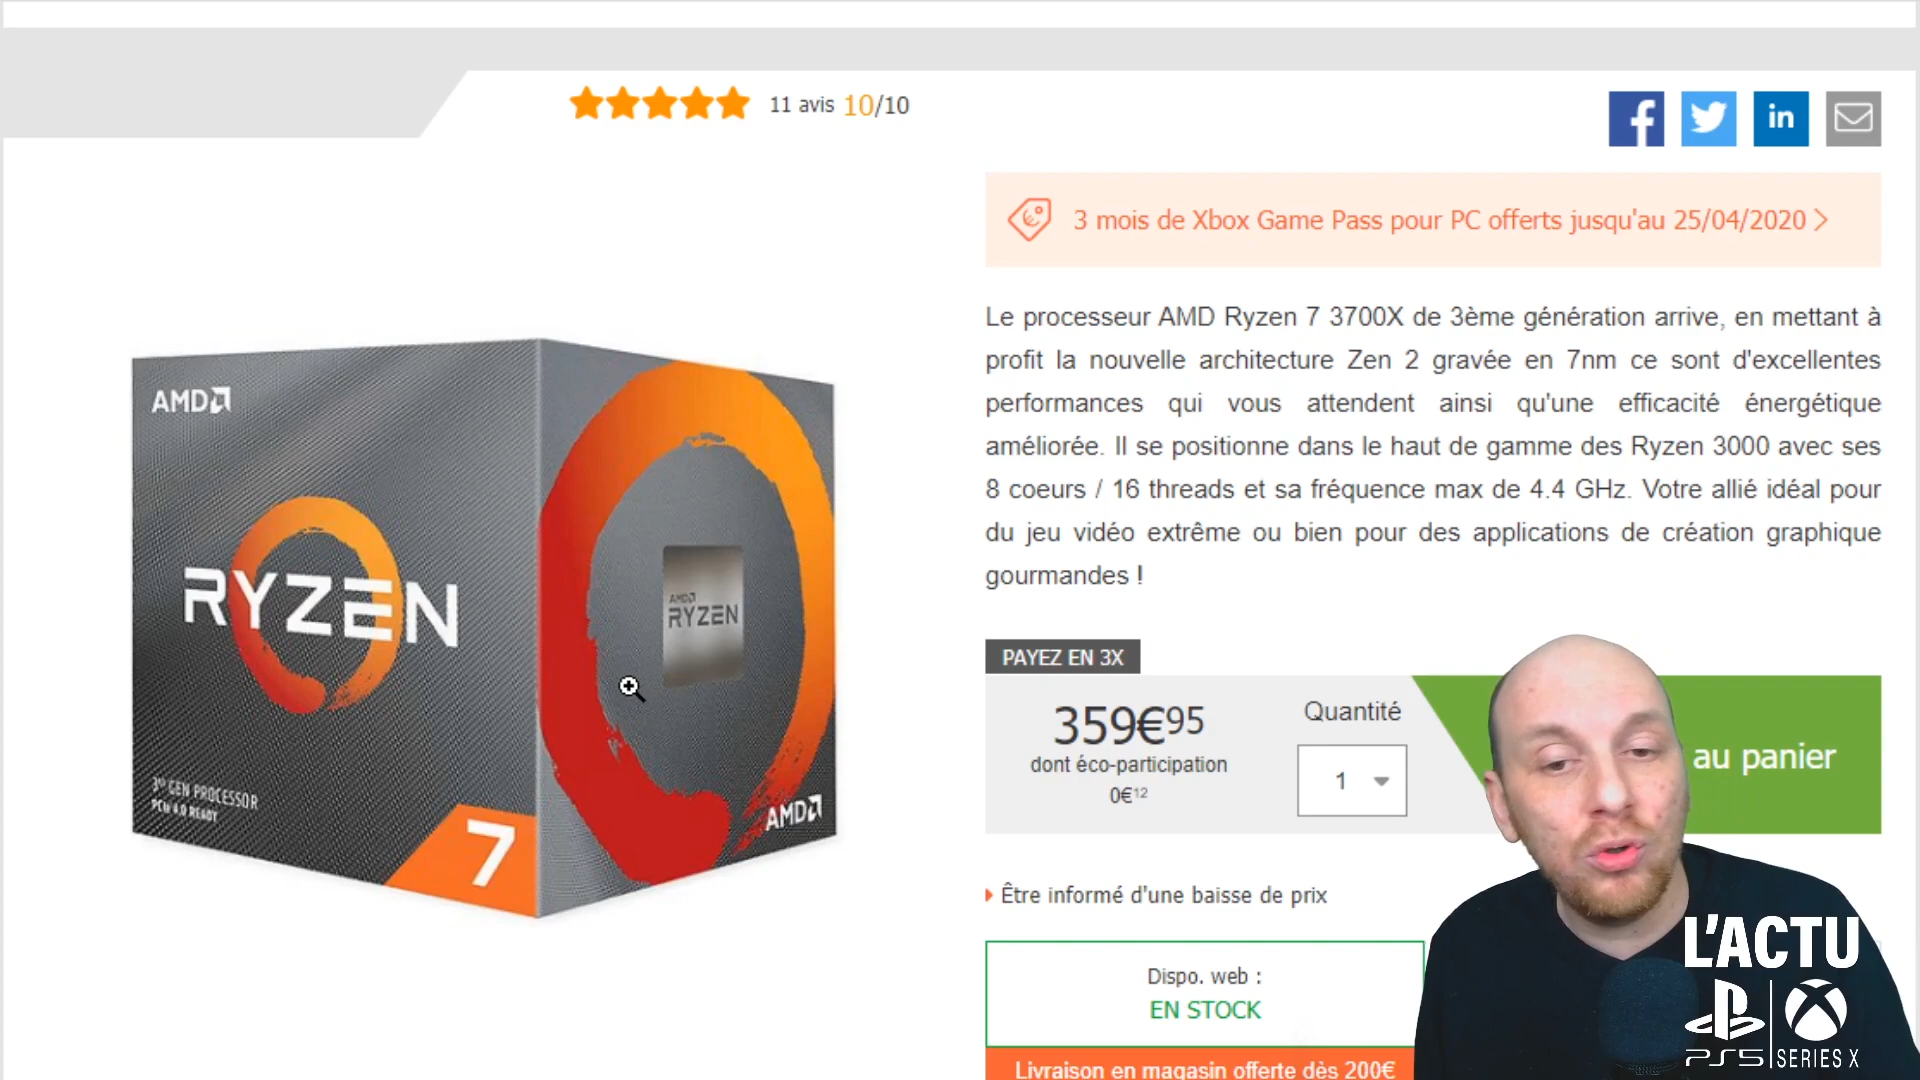 11 avis 10/10
3 mois de Xbox Game Pass pour PC offerts jusqu'au 25/04/2020
Le processeur AMD Ryzen 7 3700X de 3ème génération arrive, en mettant à
profit la nouvelle architecture Zen 2 gravée en 7nm ce sont d'excellentes
performances qui vous attendent ainsi qu'une efficacité énergétique
améliorée. Il se positionne dans le haut de gamme des Ryzen 3000 avec ses
8 coeurs / 16 threads et sa fréquence max de 4.4 GHz. Votre allié idéal pour
du jeu vidéo extrême ou bien pour des applications de création graphique
gourmandes !
AMD
RYZEN
3RD GEN PROCESSOR
PCIe 4.0 READY
7
AMD
RYZEN
AMD
PAYEZ EN 3X
359€95
dont éco-participation
0€12
Quantité
1
au panier
Être informé d'une baisse de prix
Dispo. web :
EN STOCK
Livraison en magasin offerte dès 200€
L'ACTU
PS5
SERIES X